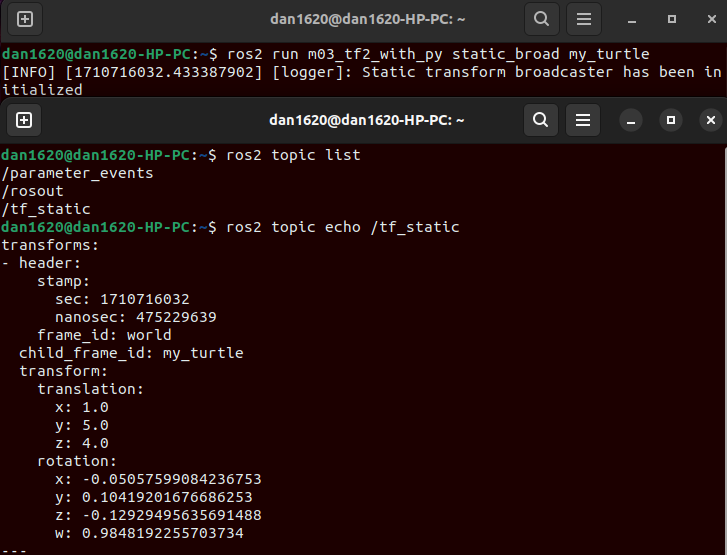 dan1620@dan1620-HP-PC: ~
dan1620@dan1620-HP-PC:~$ ros2 run m03_tf2_with_py static_broad my_turtle
[INFO] [1710716032.433387902] [logger]: Static transform broadcaster has been in
itialized
dan1620@dan1620-HP-PC: ~
dan1620@dan1620-HP-PC:~$ ros2 topic list
/parameter_events
/rosout
/tf_static
dan1620@dan1620-HP-PC:~$ ros2 topic echo /tf_static
transforms:
- header:
    stamp:
      sec: 1710716032
      nanosec: 475229639
    frame_id: world
  child_frame_id: my_turtle
  transform:
    translation:
      x: 1.0
      y: 5.0
      z: 4.0
    rotation:
      x: -0.05057599084236753
      y: 0.10419201676686253
      z: -0.12929495635691488
      w: 0.9848192255703734
---